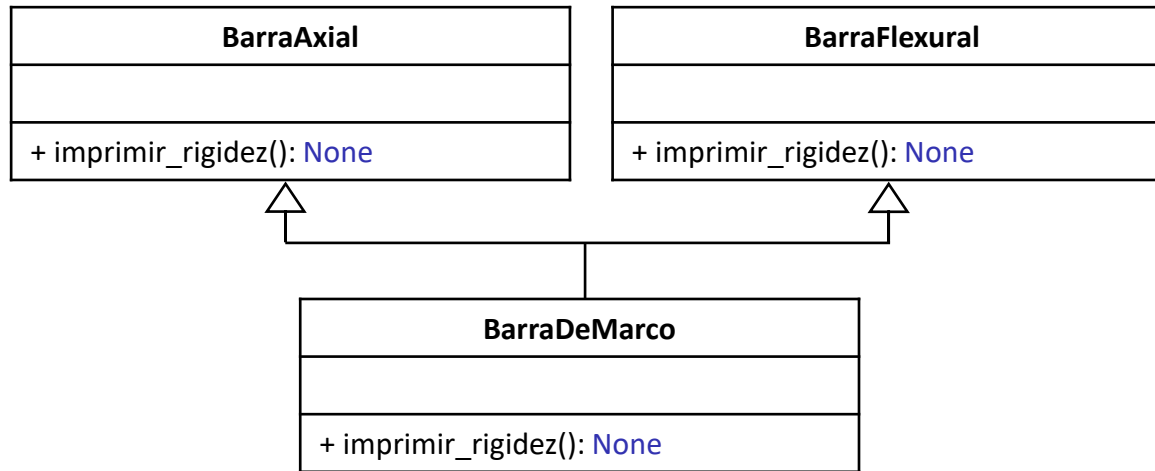 BarraAxial
+ imprimir_rigidez(): None
BarraFlexural
+ imprimir_rigidez(): None
BarraDeMarco
+ imprimir_rigidez(): None